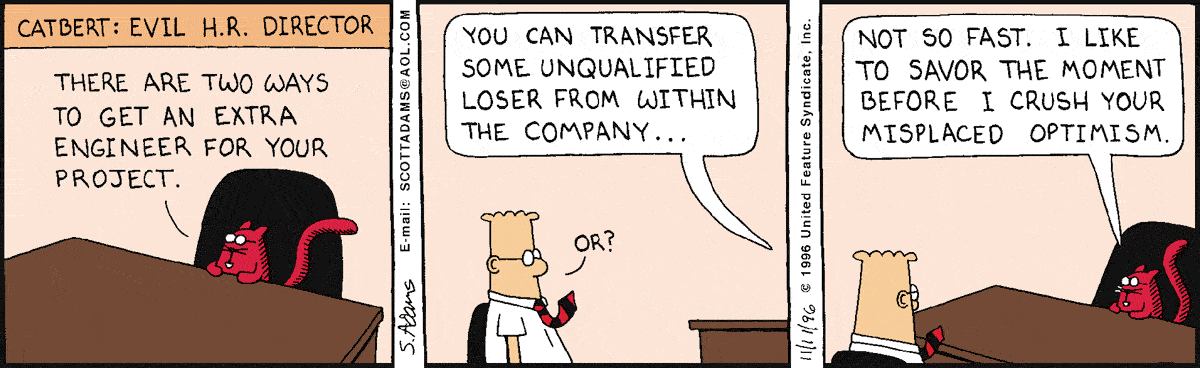 CATBERT: EVIL H.R. DIRECTOR
THERE ARE TWO WAYS
TO GET AN EXTRA
ENGINEER FOR YOUR
PROJECT.
S.Adams E-mail: SCOTTADAMS@AOL.COM
YOU CAN TRANSFER
SOME UNQUALIFIED
LOSER FROM WITHIN
THE COMPANY...
OR?
11/11/96 © 1996 United Feature Syndicate, Inc.
NOT SO FAST. I LIKE
TO SAVOR THE MOMENT
BEFORE I CRUSH YOUR
MISPLACED OPTIMISM.